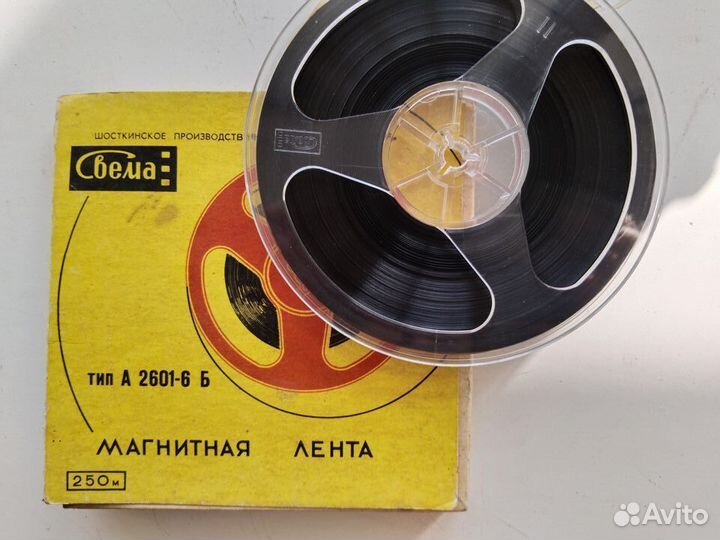 ШОСТКИНСКОЕ ПРОИЗВОДСТВ
Свема
тип А 2601-6 Б
МАГНИТНАЯ ЛЕНТА
250м
Avito